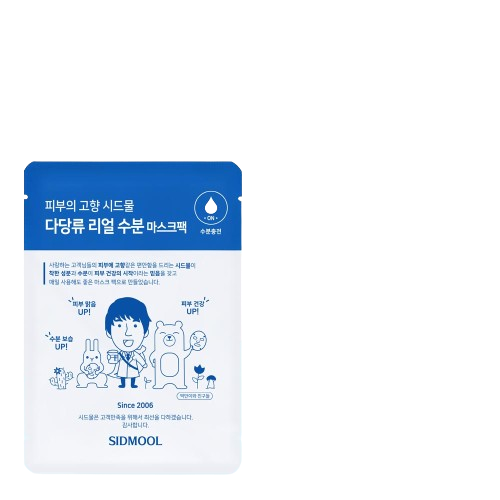 피부의 고향 시드물
다당류 리얼 수분 마스크팩
• ON •
수분충전
사랑하는 고객님들의 피부에 고향같은 편안함을 드리는 시드물이
착한 성분과 수분이 피부 건강의 시작이라는 믿음을 갖고
매일 사용해도 좋은 마스크 팩으로 만들었습니다.
피부 맑음
UP!
피부 건강
UP!
수분 보습
UP!
Since 2006
시드물은 고객만족을 위해서 최선을 다하겠습니다.
감사합니다.
SIDMOOL